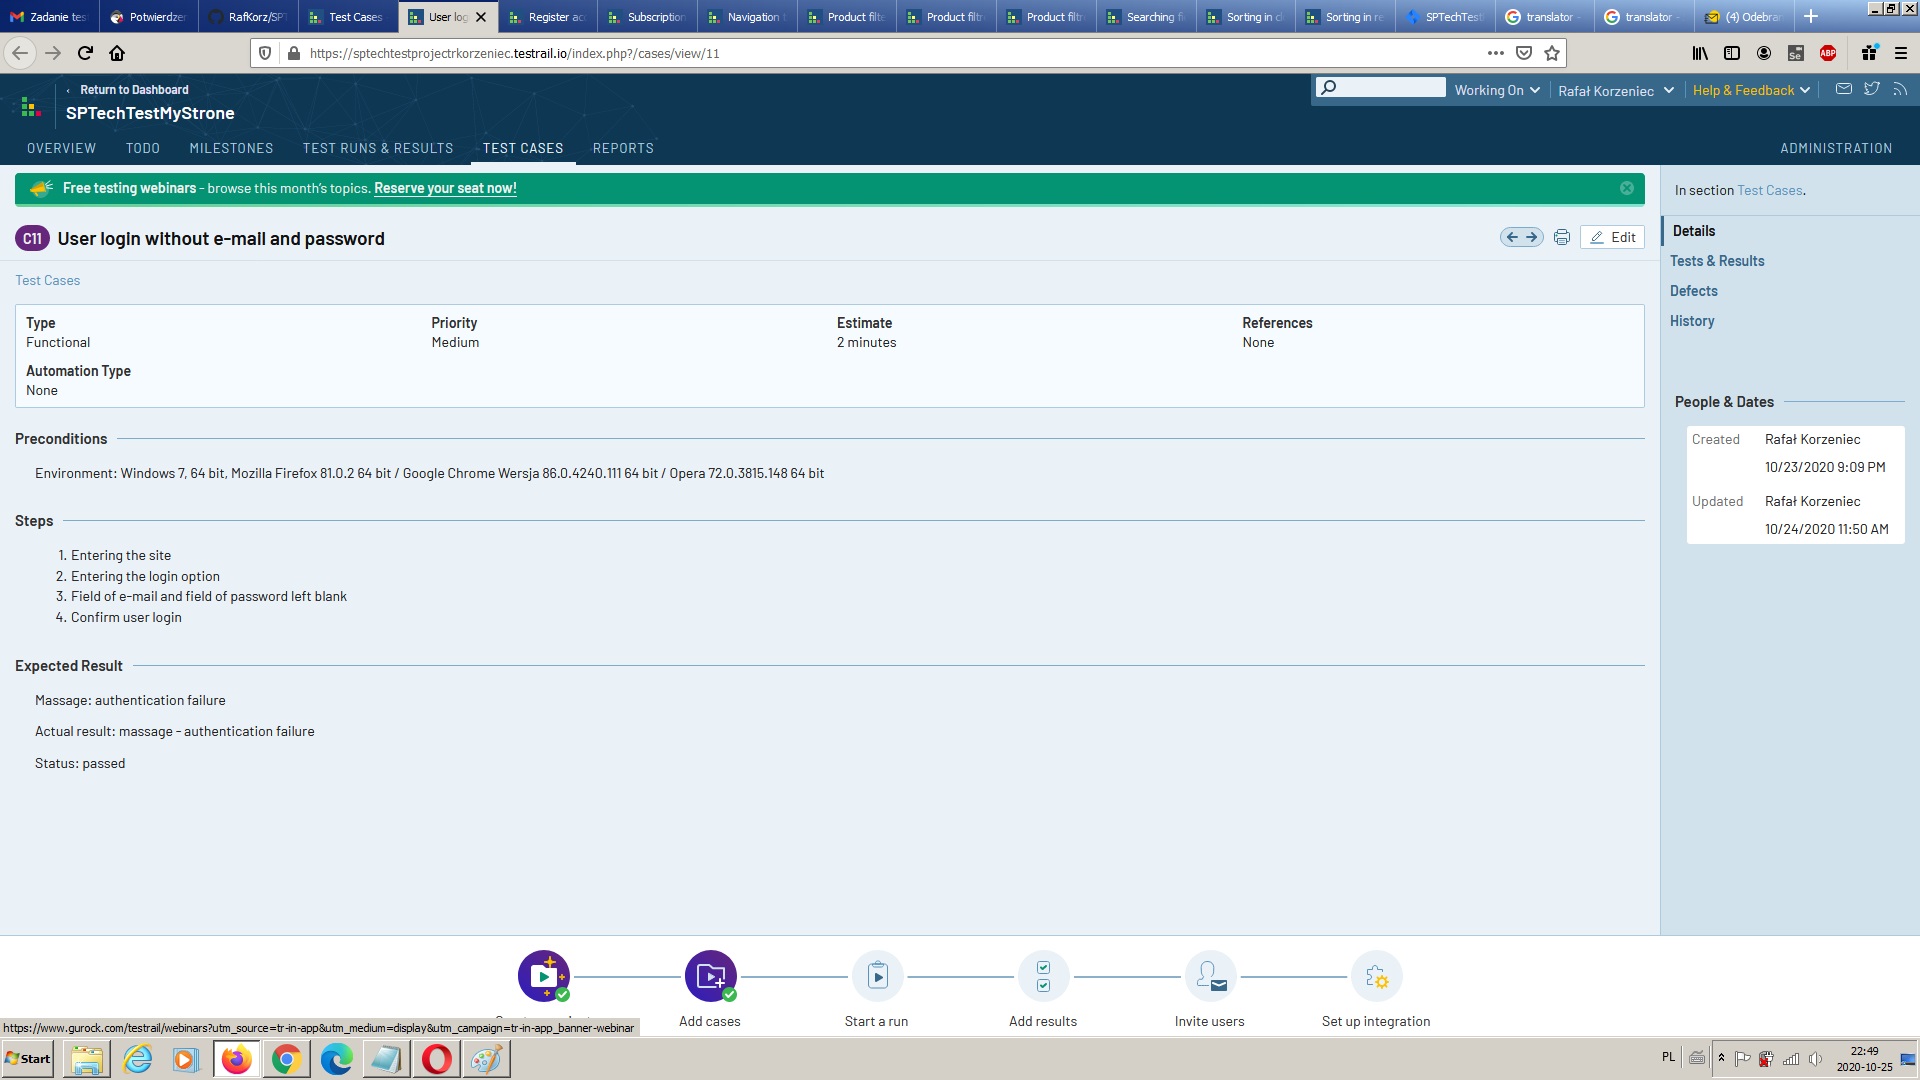 Zadanie tes
Potwierdzer
RafKorz/SPT
Test Cases
User log
Register ac
Subscription
Navigation t
Product filte
Product filtr
Product filtr
Searching fi
Sorting in c
Sorting in re
SPTechTest
translator -
translator -
(4) Odebra
https://sptechtestprojectrkorzeniec.testrail.io/index.php?/cases/view/11
Se
ABP
Return to Dashboard
SPTechTestMyStrone
Working On
Rafał Korzeniec
Help & Feedback
OVERVIEW
TODO
MILESTONES
TEST RUNS & RESULTS
TEST CASES
REPORTS
ADMINISTRATION
Free testing webinars - browse this month's topics. Reserve your seat now!
C11 User login without e-mail and password
Edit
Test Cases
Type
Functional
Priority
Medium
Estimate
2 minutes
References
None
Automation Type
None
Preconditions
Environment: Windows 7, 64 bit, Mozilla Firefox 81.0.2 64 bit / Google Chrome Wersja 86.0.4240.111 64 bit / Opera 72.0.3815.148 64 bit
Steps
1. Entering the site
2. Entering the login option
3. Field of e-mail and field of password left blank
4. Confirm user login
Expected Result
Massage: authentication failure
Actual result: massage - authentication failure
Status: passed
In section Test Cases.
Details
Tests & Results
Defects
History
People & Dates
Created Rafał Korzeniec
10/23/2020 9:09 PM
Updated Rafał Korzeniec
10/24/2020 11:50 AM
Add cases
Start a run
Add results
Invite users
Set up integration
https://www.gurock.com/testrail/webinars?utm_source=tr-in-app&utm_medium=display&utm_campaign=tr-in-app_banner-webinar
Start
PL
22:49
2020-10-25